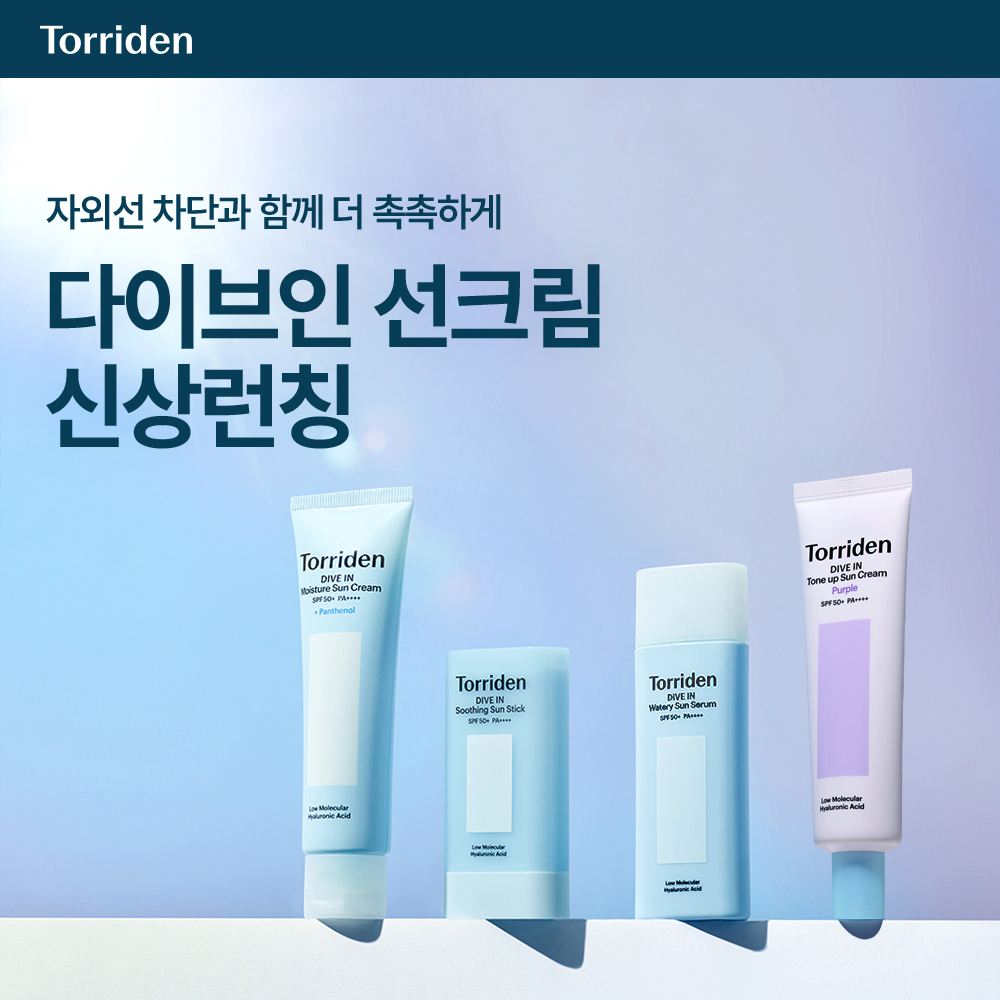 Torriden
자외선 차단과 함께 더 촉촉하게
다이브인 선크림
신상런칭
Torriden
DIVE IN
Moisture Sun Cream
SPF50+ PA++++
+ Panthenol
Low Molecular
Hyaluronic Acid
Torriden
DIVE IN
Soothing Sun Stick
SPF50+ PA++++
Low Molecular
Hyaluronic Acid
Torriden
DIVE IN
Watery Sun Serum
SPF50+ PA++++
Low Molecular
Hyaluronic Acid
Torriden
DIVE IN
Tone up Sun Cream
Purple
SPF50+ PA++++
Low Molecular
Hyaluronic Acid